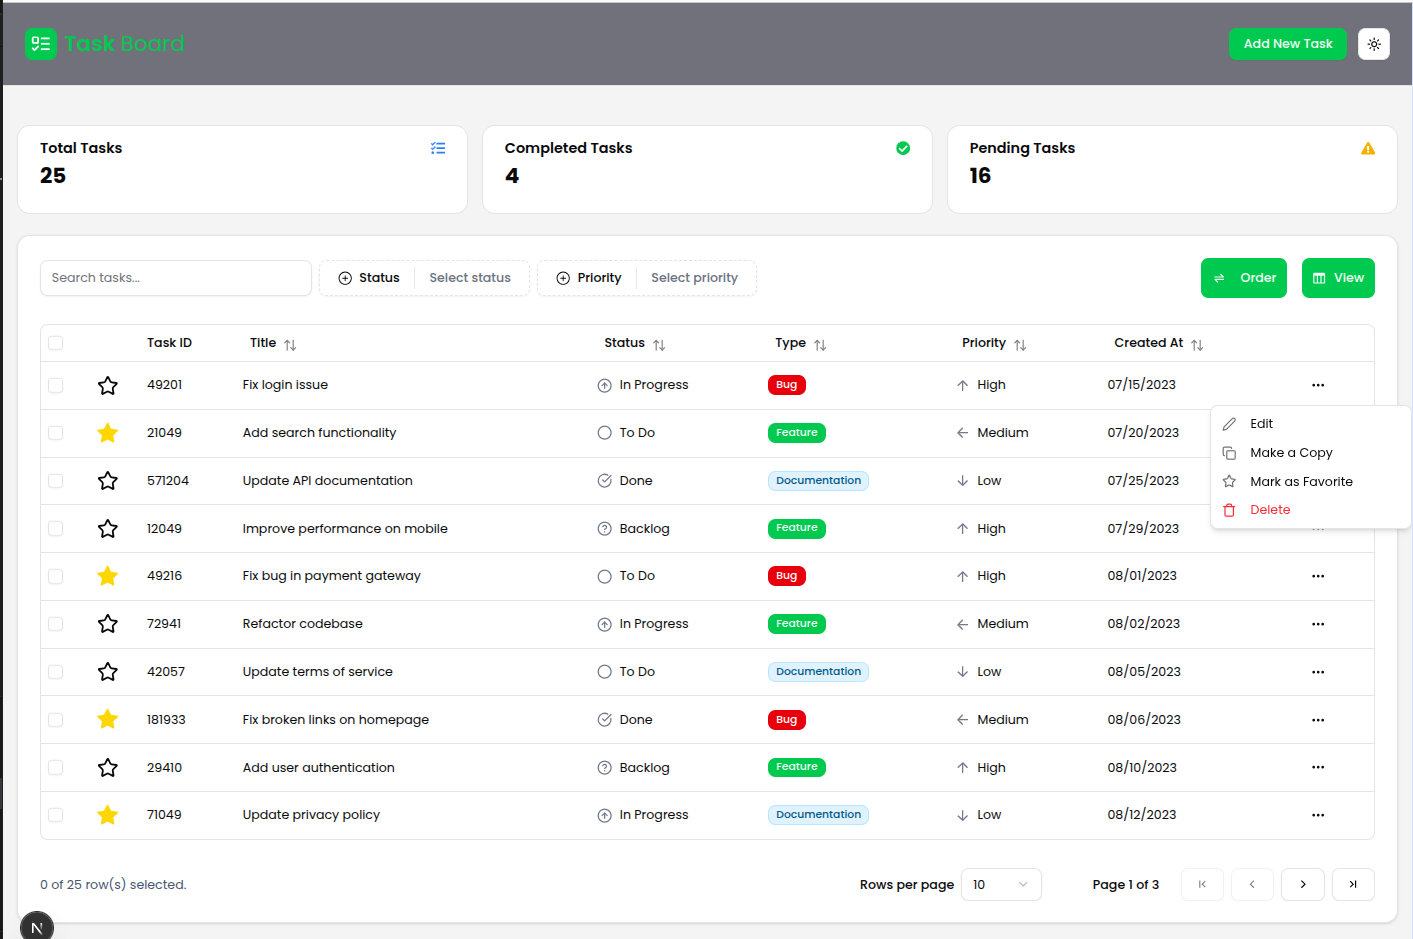 Task Board
Add New Task
Total Tasks
25
Completed Tasks
4
Pending Tasks
16
Search tasks...
Status Select status
Priority Select priority
Order
View
Task ID Title Status Type Priority Created At
49201 Fix login issue In Progress Bug High 07/15/2023
21049 Add search functionality To Do Feature Medium 07/20/2023
571204 Update API documentation Done Documentation Low 07/25/2023
12049 Improve performance on mobile Backlog Feature High 07/29/2023
49216 Fix bug in payment gateway To Do Bug High 08/01/2023
72941 Refactor codebase In Progress Feature Medium 08/02/2023
42057 Update terms of service To Do Documentation Low 08/05/2023
181933 Fix broken links on homepage Done Bug Medium 08/06/2023
29410 Add user authentication Backlog Feature High 08/10/2023
71049 Update privacy policy In Progress Documentation Low 08/12/2023
Edit
Make a Copy
Mark as Favorite
Delete
0 of 25 row(s) selected.
Rows per page 10
Page 1 of 3
N